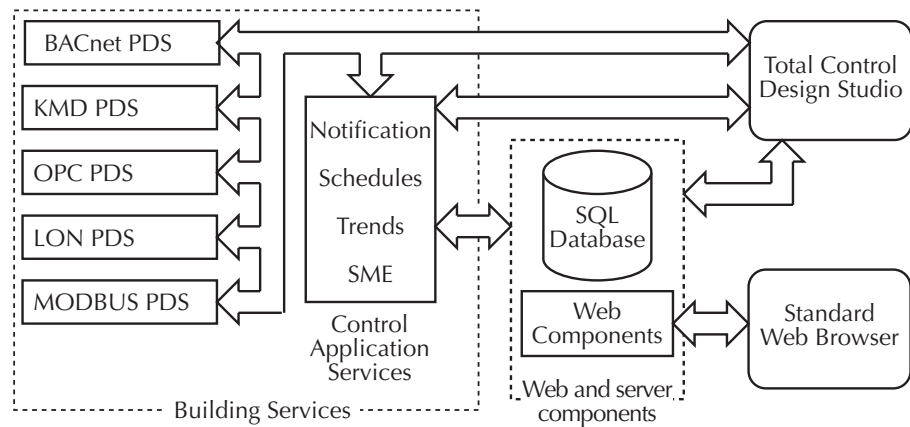 BACnet PDS
KMD PDS
OPC PDS
LON PDS
MODBUS PDS
Notification
Schedules
Trends
SME
Control
Application
Services
Building Services
SQL
Database
Web
Components
Web and server
components
Total Control
Design Studio
Standard
Web Browser